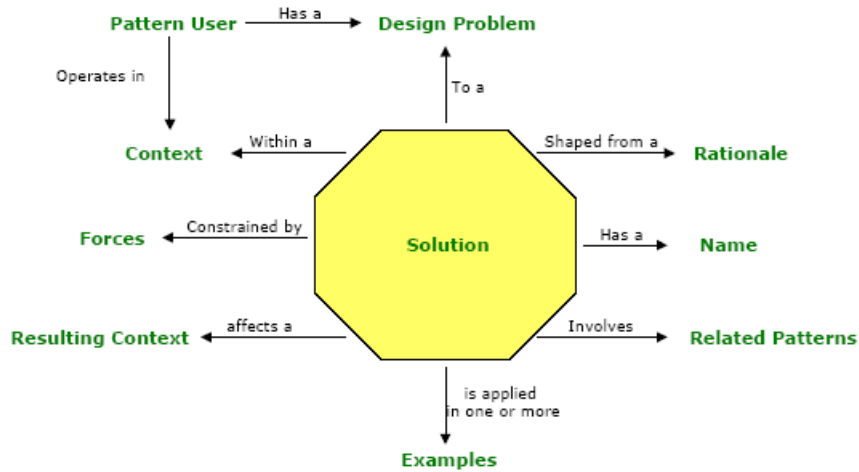 Pattern User
Has a
Design Problem
Operates in
To a
Context
Within a
Shaped from a
Rationale
Forces
Constrained by
Solution
Has a
Name
Resulting Context
affects a
Involves
Related Patterns
is applied
in one or more
Examples